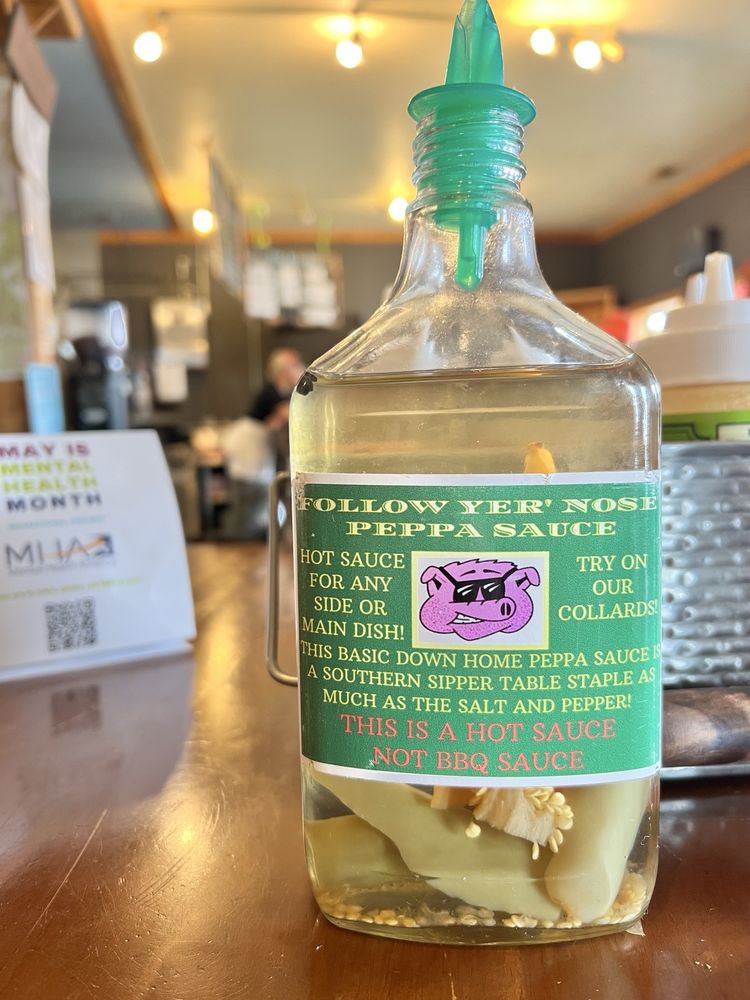 FOLLOW YER' NOSE
PEPPA SAUCE
HOT SAUCE
FOR ANY
SIDE OR
MAIN DISH!
TRY ON
OUR
COLLARDS!
THIS BASIC DOWN HOME PEPPA SAUCE IS
A SOUTHERN SIPPER TABLE STAPLE AS
MUCH AS THE SALT AND PEPPER!
THIS IS A HOT SAUCE
NOT BBQ SAUCE
MAY IS
MENTAL
HEALTH
MONTH
MHA